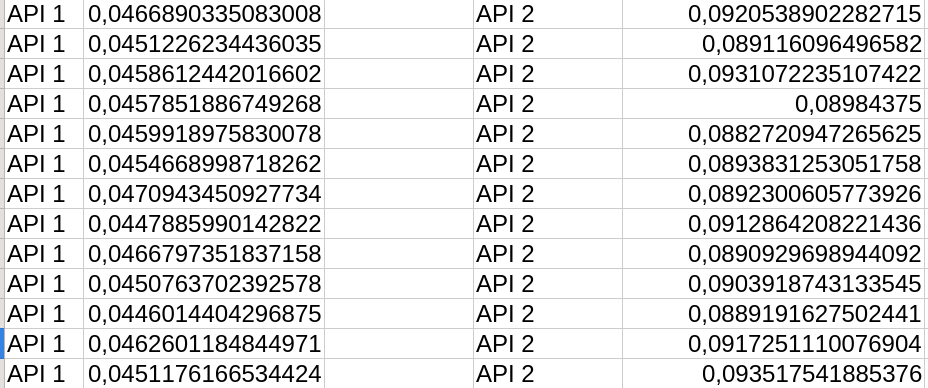 API 1 0,0466890335083008 API 2 0,0920538902282715
API 1 0,0451226234436035 API 2 0,089116096496582
API 1 0,0458612442016602 API 2 0,0931072235107422
API 1 0,0457851886749268 API 2 0,08984375
API 1 0,0459918975830078 API 2 0,0882720947265625
API 1 0,0454668998718262 API 2 0,0893831253051758
API 1 0,0470943450927734 API 2 0,0892300605773926
API 1 0,0447885990142822 API 2 0,0912864208221436
API 1 0,0466797351837158 API 2 0,0890929698944092
API 1 0,0450763702392578 API 2 0,0903918743133545
API 1 0,0446014404296875 API 2 0,0889191627502441
API 1 0,0462601184844971 API 2 0,0917251110076904
API 1 0,0451176166534424 API 2 0,093517541885376